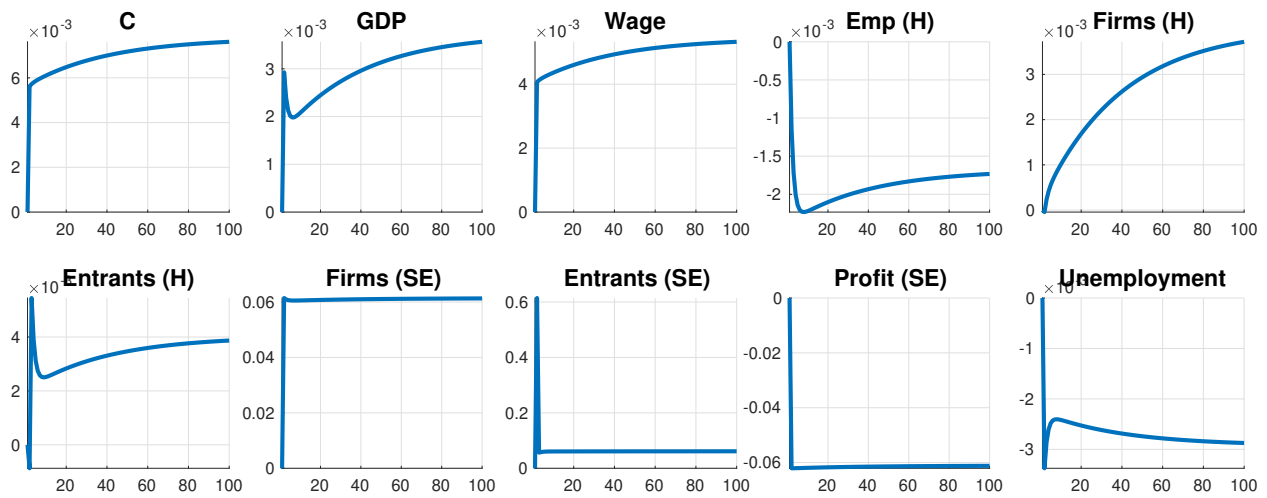 C
×10⁻³
6
4
2
0
20 40 60 80 100
GDP
×10⁻³
3
2
1
0
20 40 60 80 100
Wage
×10⁻³
4
2
0
20 40 60 80 100
Emp (H)
×10⁻³
0
-0.5
-1
-1.5
-2
20 40 60 80 100
Firms (H)
×10⁻³
3
2
1
0
20 40 60 80 100
Entrants (H)
4
2
0
20 40 60 80 100
Firms (SE)
0.06
0.04
0.02
0
20 40 60 80 100
Entrants (SE)
0.6
0.4
0.2
0
20 40 60 80 100
Profit (SE)
0
-0.02
-0.04
-0.06
20 40 60 80 100
Unemployment
0
-1
-2
-3
20 40 60 80 100